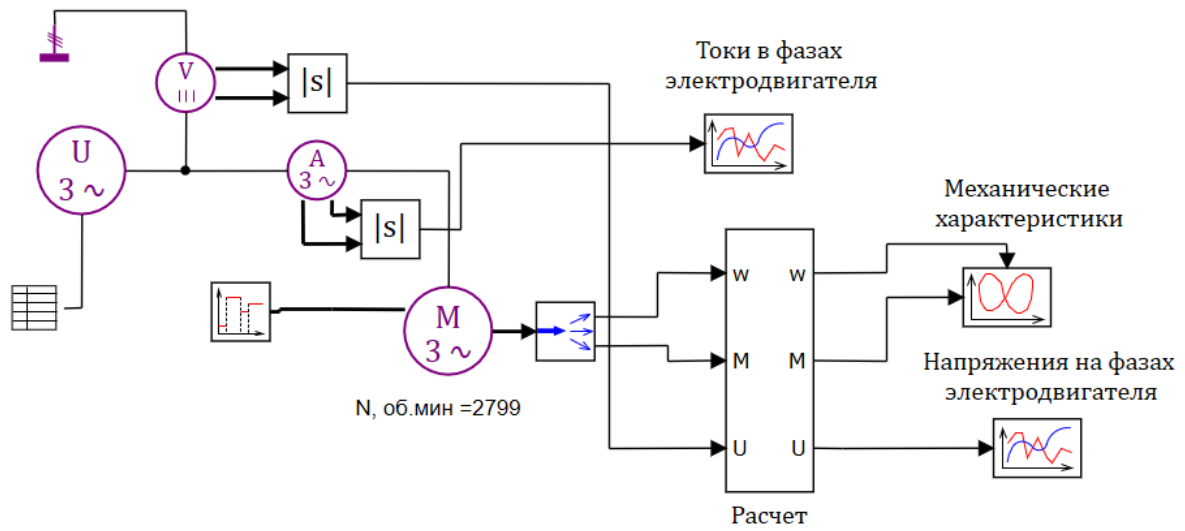 Токи в фазах
электродвигателя
V
|||
|s|
U
3 ~
A
3 ~
|s|
Механические
характеристики
w
w
M
3 ~
M
M
Напряжения на фазах
электродвигателя
N, об.мин =2799
U
U
Расчет